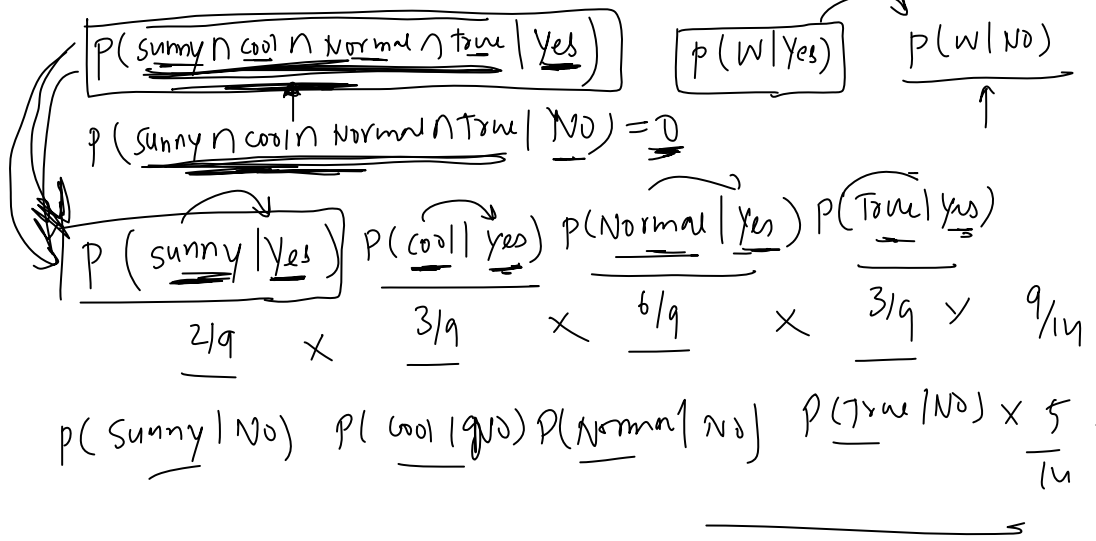 P(sunny ∩ cool ∩ Normal ∩ true | Yes) P(W|Yes) P(W|NO)
P(sunny ∩ cool ∩ Normal ∩ True | NO) = 0
P(sunny|Yes) P(cool|yes) P(Normal|Yes) P(True|yes)
2/9 × 3/9 × 6/9 × 3/9 × 9/14
P(Sunny|NO) P(cool|NO) P(Normal|NO) P(True|NO) × 5/14